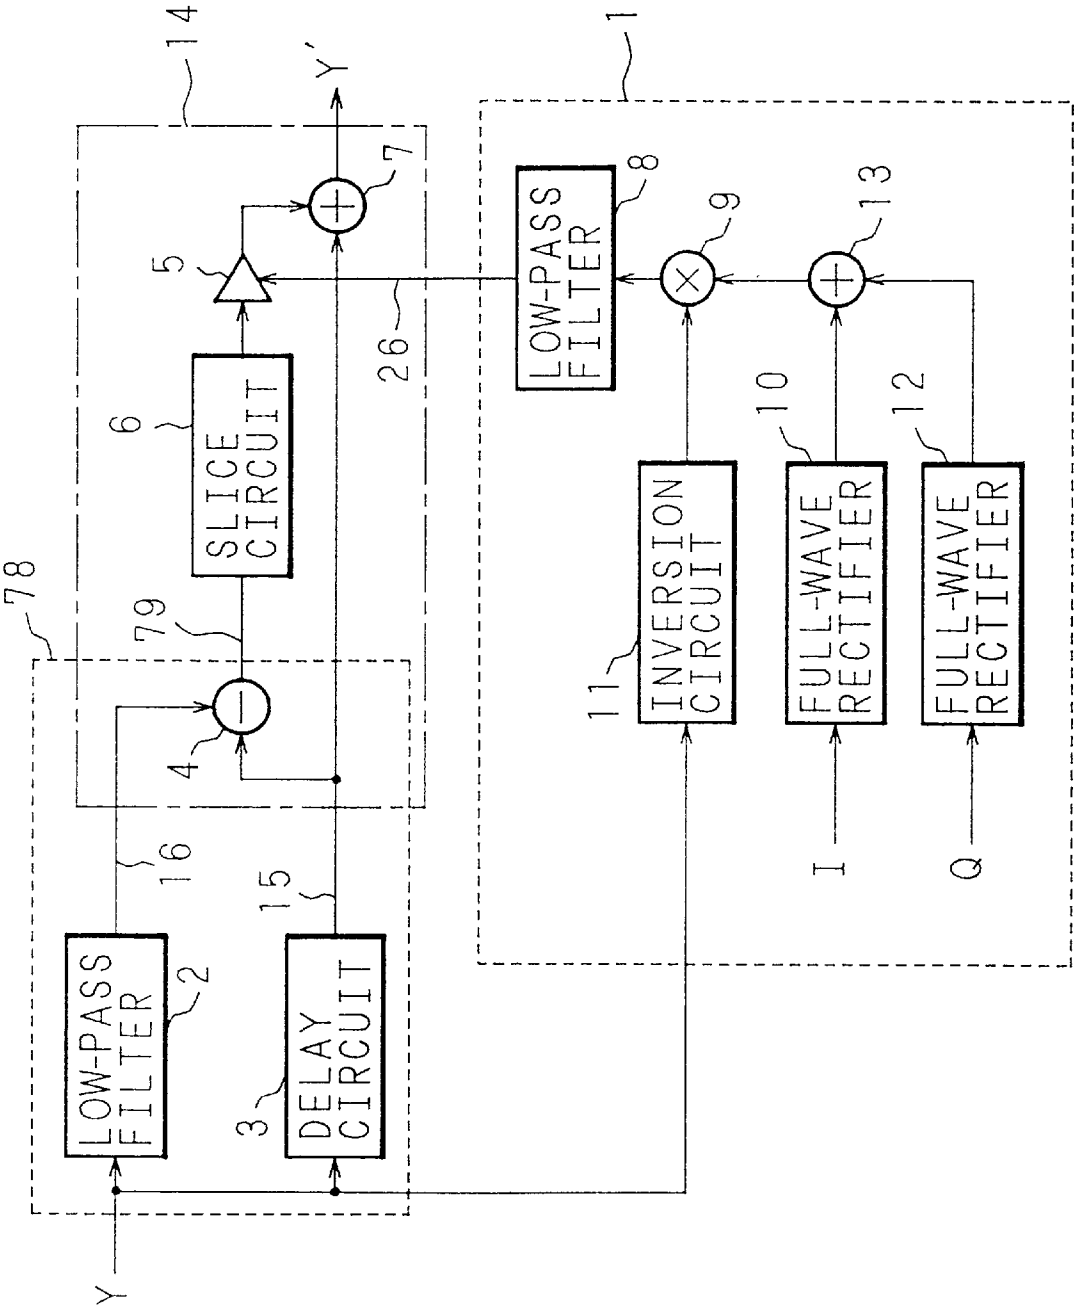 78
14
LOW-PASS
FILTER
2
16
4
79
6
SLICE
CIRCUIT
5
7
Y'
Y
3
DELAY
CIRCUIT
15
26
1
LOW-PASS
FILTER
8
9
11
INVERSION
CIRCUIT
13
I
10
FULL-WAVE
RECTIFIER
Q
12
FULL-WAVE
RECTIFIER